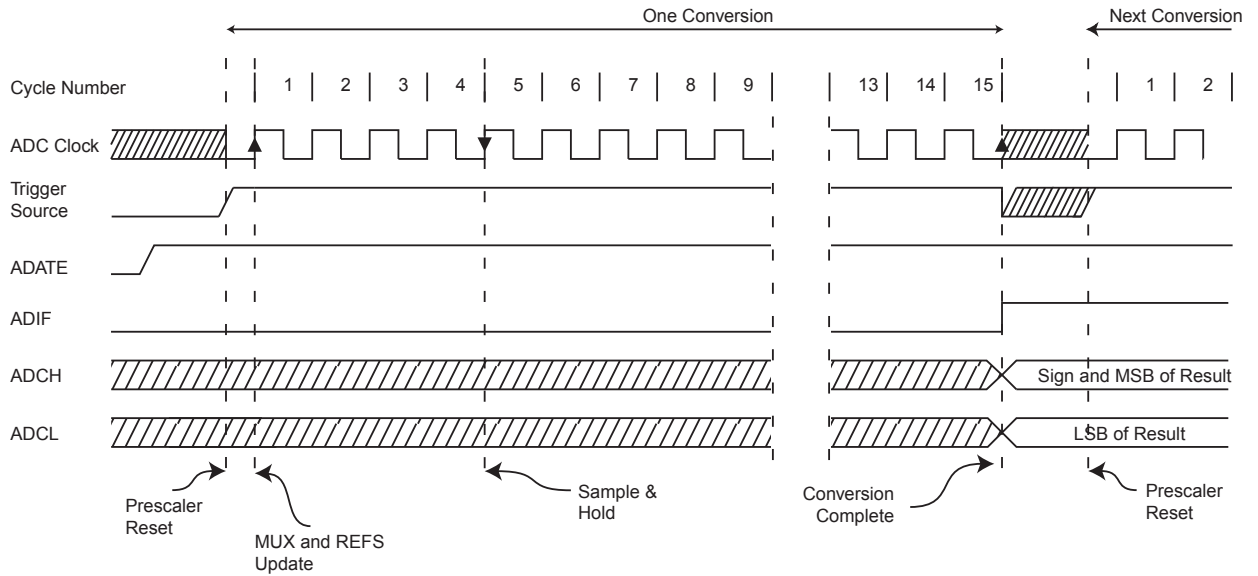 One Conversion
Next Conversion
Cycle Number
1 2 3 4 5 6 7 8 9 13 14 15 1 2
ADC Clock
Trigger
Source
ADATE
ADIF
ADCH
Sign and MSB of Result
ADCL
LSB of Result
Prescaler
Reset
MUX and REFS
Update
Sample &
Hold
Conversion
Complete
Prescaler
Reset